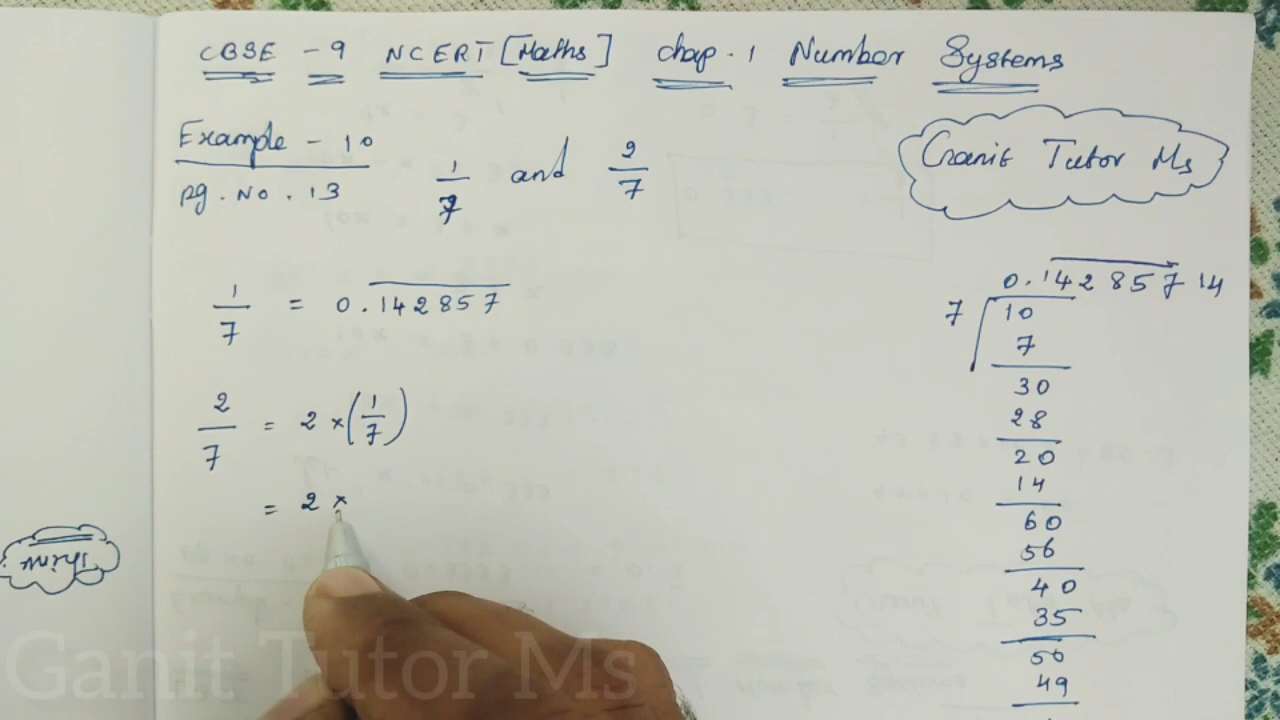 CBSE - 9 NCERT [Maths] chap. 1 Number Systems
Example - 10
pg. No. 13
1/7 and 2/7
Ganit Tutor Ms
1/7 = 0.142857
2/7 = 2 × (1/7)
= 2 ×
0.142 857 14
7
10
7
30
28
20
14
60
56
40
35
50
49
Ganit Tutor Ms